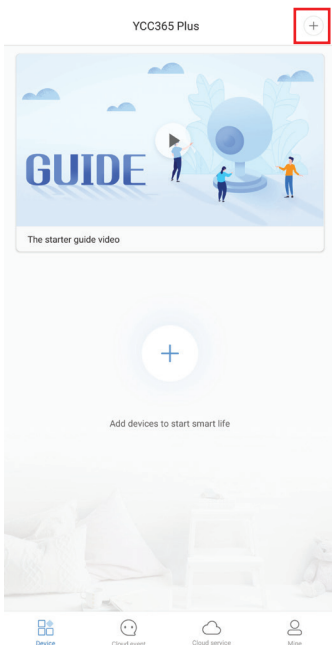 YCC365 Plus
GUIDE
The starter guide video
Add devices to start smart life
Device
Cloud event
Cloud service
Mine